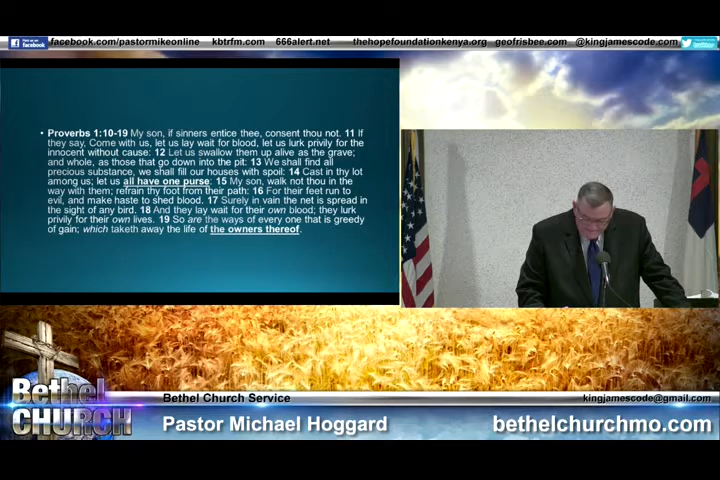 Find us on facebook facebook.com/pastormikeonline kbtrfm.com 666alert.net thehopefoundationkenya.org geofrisbee.com @kingjamescode.com
• Proverbs 1:10-19 My son, if sinners entice thee, consent thou not. 11 If
they say, Come with us, let us lay wait for blood, let us lurk privily for the
innocent without cause: 12 Let us swallow them up alive as the grave;
and whole, as those that go down into the pit: 13 We shall find all
precious substance, we shall fill our houses with spoil: 14 Cast in thy lot
among us; let us all have one purse: 15 My son, walk not thou in the
way with them; refrain thy foot from their path: 16 For their feet run to
evil, and make haste to shed blood. 17 Surely in vain the net is spread in
the sight of any bird. 18 And they lay wait for their own blood; they lurk
privily for their own lives. 19 So are the ways of every one that is greedy
of gain; which taketh away the life of the owners thereof.
Bethel
CHURCH
Bethel Church Service
kingjamescode@gmail.com
Pastor Michael Hoggard
bethelchurchmo.com